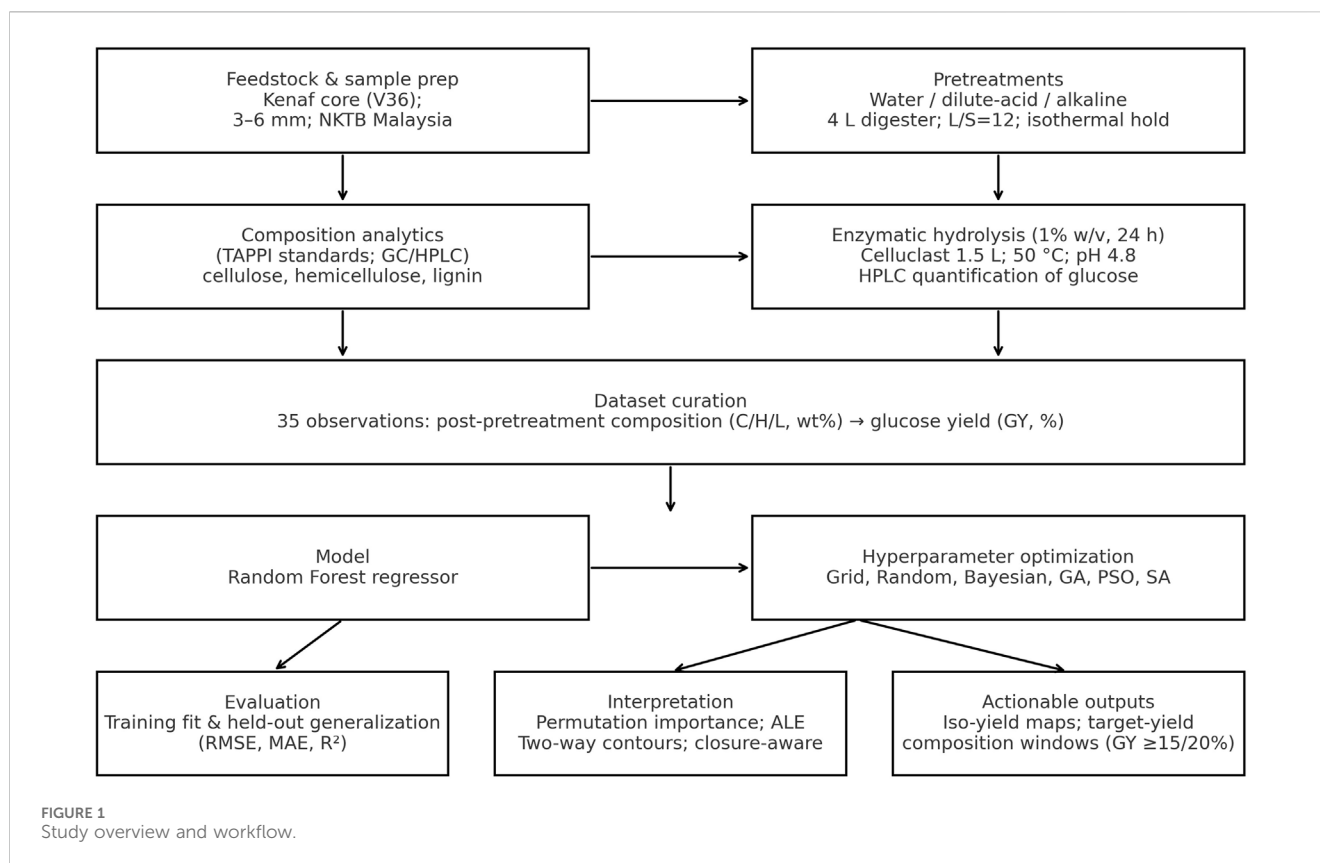 Feedstock & sample prep
Kenaf core (V36);
3–6 mm; NKTB Malaysia
Pretreatments
Water / dilute-acid / alkaline
4 L digester; L/S=12; isothermal hold
Composition analytics
(TAPPI standards; GC/HPLC)
cellulose, hemicellulose, lignin
Enzymatic hydrolysis (1% w/v, 24 h)
Celluclast 1.5 L; 50 °C; pH 4.8
HPLC quantification of glucose
Dataset curation
35 observations: post-pretreatment composition (C/H/L, wt%) → glucose yield (GY, %)
Model
Random Forest regressor
Hyperparameter optimization
Grid, Random, Bayesian, GA, PSO, SA
Evaluation
Training fit & held-out generalization
(RMSE, MAE, R²)
Interpretation
Permutation importance; ALE
Two-way contours; closure-aware
Actionable outputs
Iso-yield maps; target-yield
composition windows (GY ≥15/20%)
FIGURE 1
Study overview and workflow.